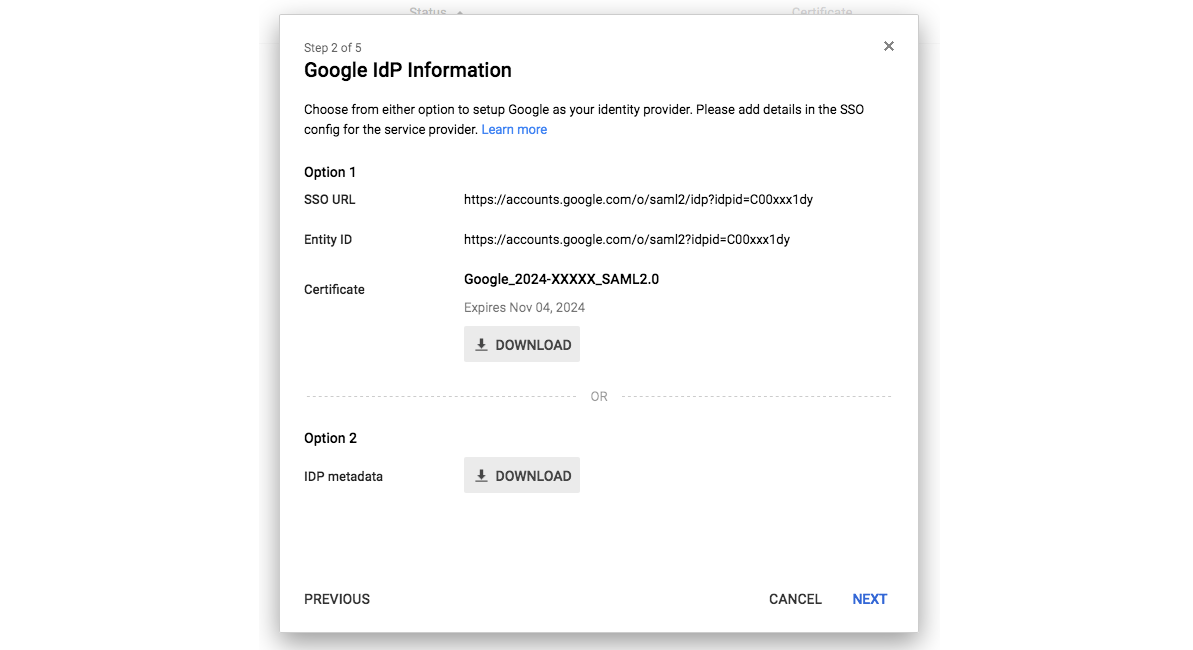 Status
Certificate
Step 2 of 5
Google IdP Information
Choose from either option to setup Google as your identity provider. Please add details in the SSO
config for the service provider. Learn more
Option 1
SSO URL
https://accounts.google.com/o/saml2/idp?idpid=C00xxx1dy
Entity ID
https://accounts.google.com/o/saml2?idpid=C00xxx1dy
Certificate
Google_2024-XXXXX_SAML2.0
Expires Nov 04, 2024
DOWNLOAD
OR
Option 2
IDP metadata
DOWNLOAD
PREVIOUS
CANCEL
NEXT